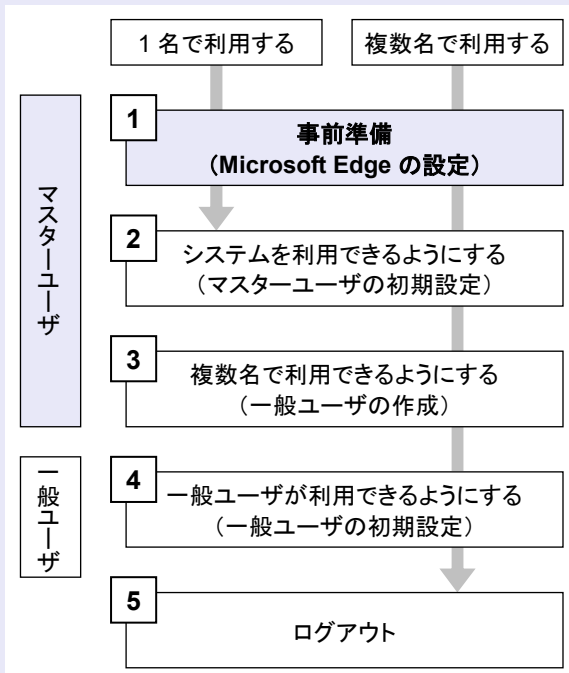 1 名で利用する
複数名で利用する
マスターユーザ
1
事前準備
（Microsoft Edge の設定）
2
システムを利用できるようにする
（マスターユーザの初期設定）
3
複数名で利用できるようにする
（一般ユーザの作成）
一般ユーザ
4
一般ユーザが利用できるようにする
（一般ユーザの初期設定）
5
ログアウト